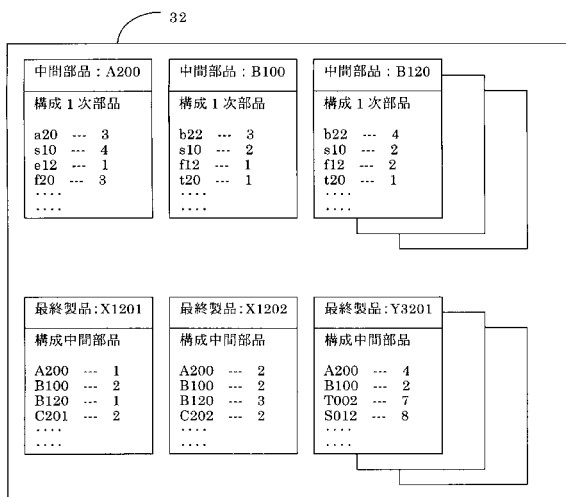 32
中間部品：A200
構成1次部品
a20 --- 3
s10 --- 4
e12 --- 1
f20 --- 3
....
....
中間部品：B100
構成1次部品
b22 --- 3
s10 --- 2
f12 --- 1
t20 --- 1
....
....
中間部品：B120
構成1次部品
b22 --- 4
s10 --- 2
f12 --- 2
t20 --- 1
....
....
最終製品:X1201
構成中間部品
A200 --- 1
B100 --- 2
B120 --- 1
C201 --- 2
....
....
最終製品:X1202
構成中間部品
A200 --- 2
B100 --- 2
B120 --- 3
C202 --- 2
....
....
最終製品:Y3201
構成中間部品
A200 --- 4
B100 --- 2
T002 --- 7
S012 --- 8
....
....